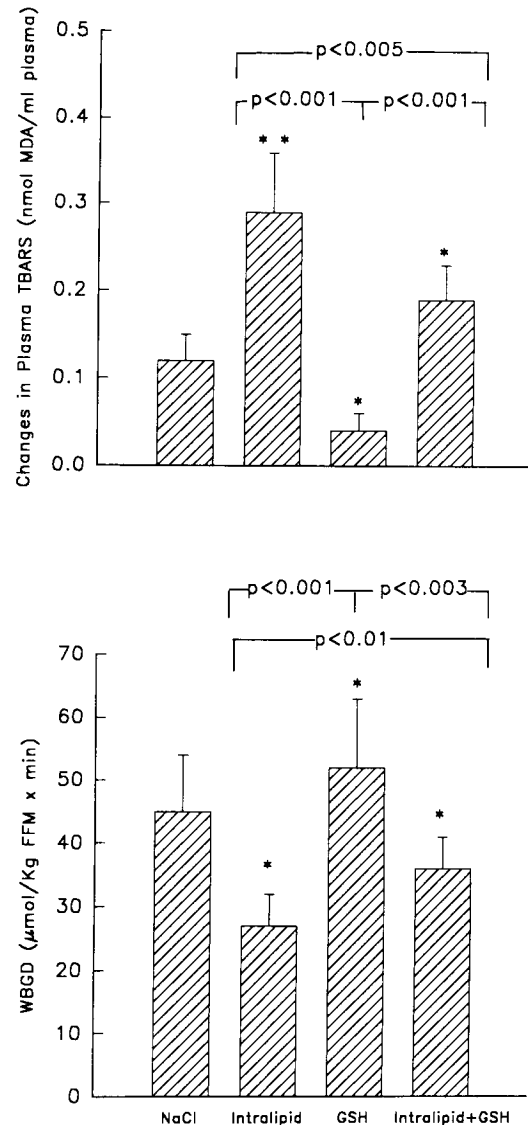 0.5
p<0.005
p<0.001
p<0.001
0.4
* *
0.3
*
0.2
*
0.1
0.0
Changes in Plasma TBARS (nmol MDA/ml plasma)
p<0.001
p<0.003
p<0.01
70
*
60
50
*
40
*
30
20
10
0
WBGD (μmol/Kg FFM x min)
NaCl Intralipid GSH Intralipid+GSH